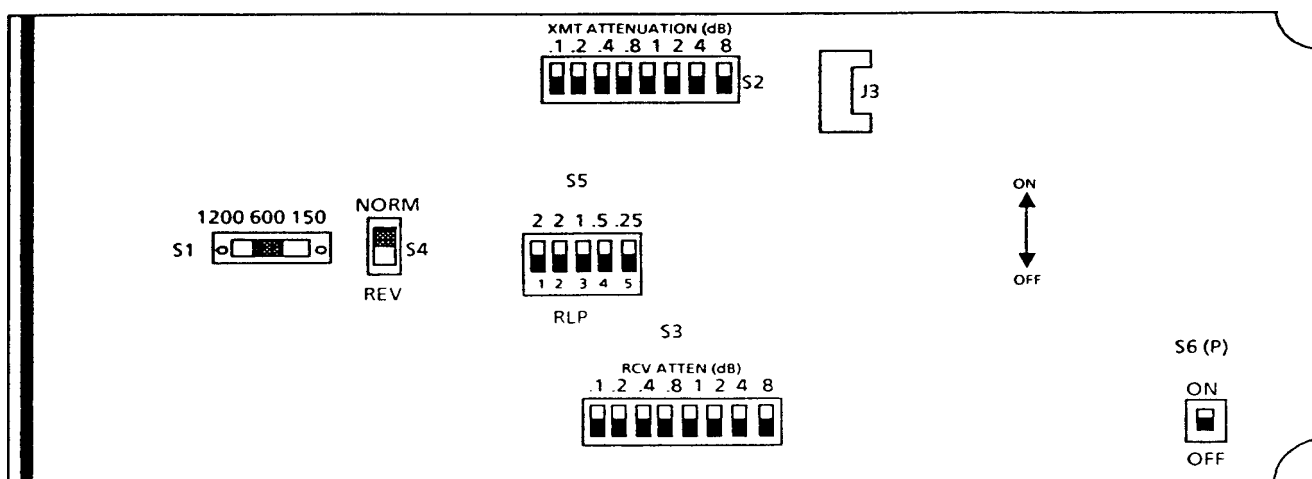 XMT ATTENUATION (dB)
.1 .2 .4 .8 1 2 4 8
S2
J3
S5
ON
1200 600 150
NORM
2 2 1 .5 .25
S1
S4
1 2 3 4 5
OFF
REV
RLP
S3
S6 (P)
RCV ATTEN (dB)
.1 .2 .4 .8 1 2 4 8
ON
OFF